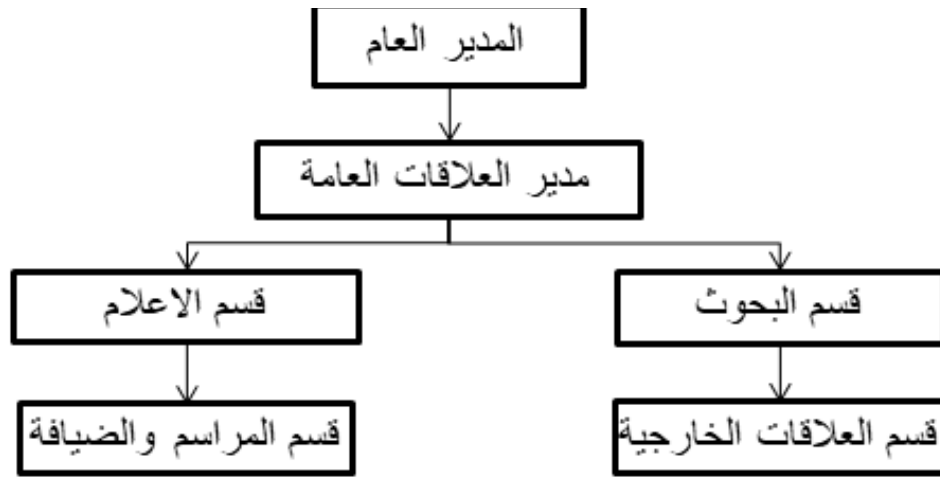 المدير العام
مدير العلاقات العامة
قسم البحوث
قسم الاعلام
قسم العلاقات الخارجية
قسم المراسم والضيافة